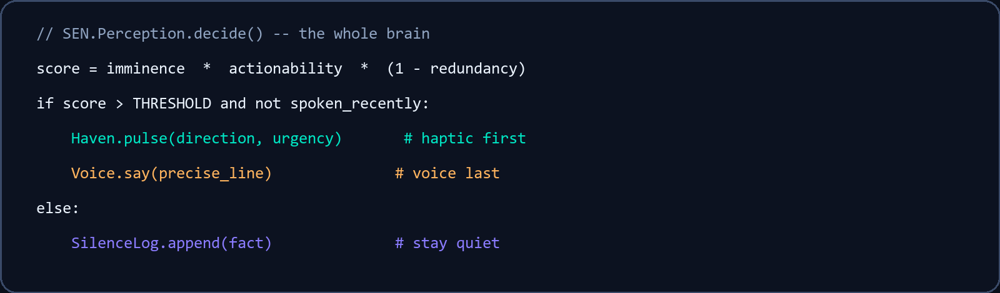 // SEN.Perception.decide() -- the whole brain
score = imminence  *  actionability  *  (1 - redundancy)
if score > THRESHOLD and not spoken_recently:
    Haven.pulse(direction, urgency)       # haptic first
    Voice.say(precise_line)              # voice last
else:
    SilenceLog.append(fact)              # stay quiet